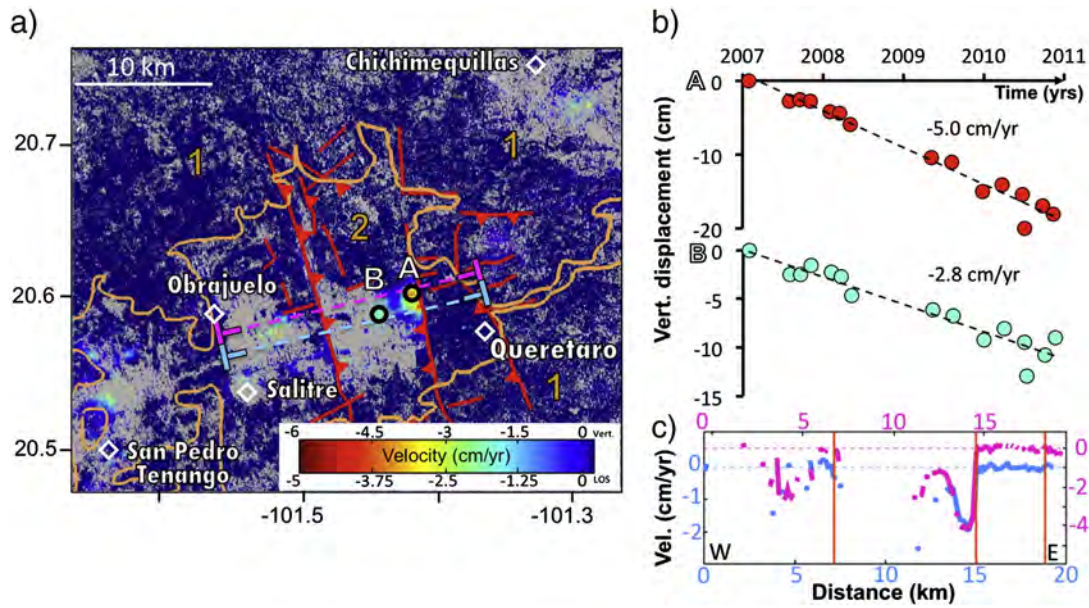 a)
10 km
Chichimequillas
20.7
1
1
2
A
B
Obrajuelo
20.6
Queretaro
Salitre
1
20.5
San Pedro
Tenango
-6 -4.5 -3 -1.5 0 Vert.
Velocity (cm/yr)
-5 -3.75 -2.5 -1.25 0 LOS
-101.5 -101.3
b)
2007 2008 2009 2010 2011
Time (yrs)
A
0
-10
-20
-5.0 cm/yr
B
0
-5
-10
-15
-2.8 cm/yr
Vert. displacement (cm)
c)
0 5 10 15
0
-1
-2
0
-2
-4
Vel. (cm/yr)
W
E
0 5 10 15 20
Distance (km)